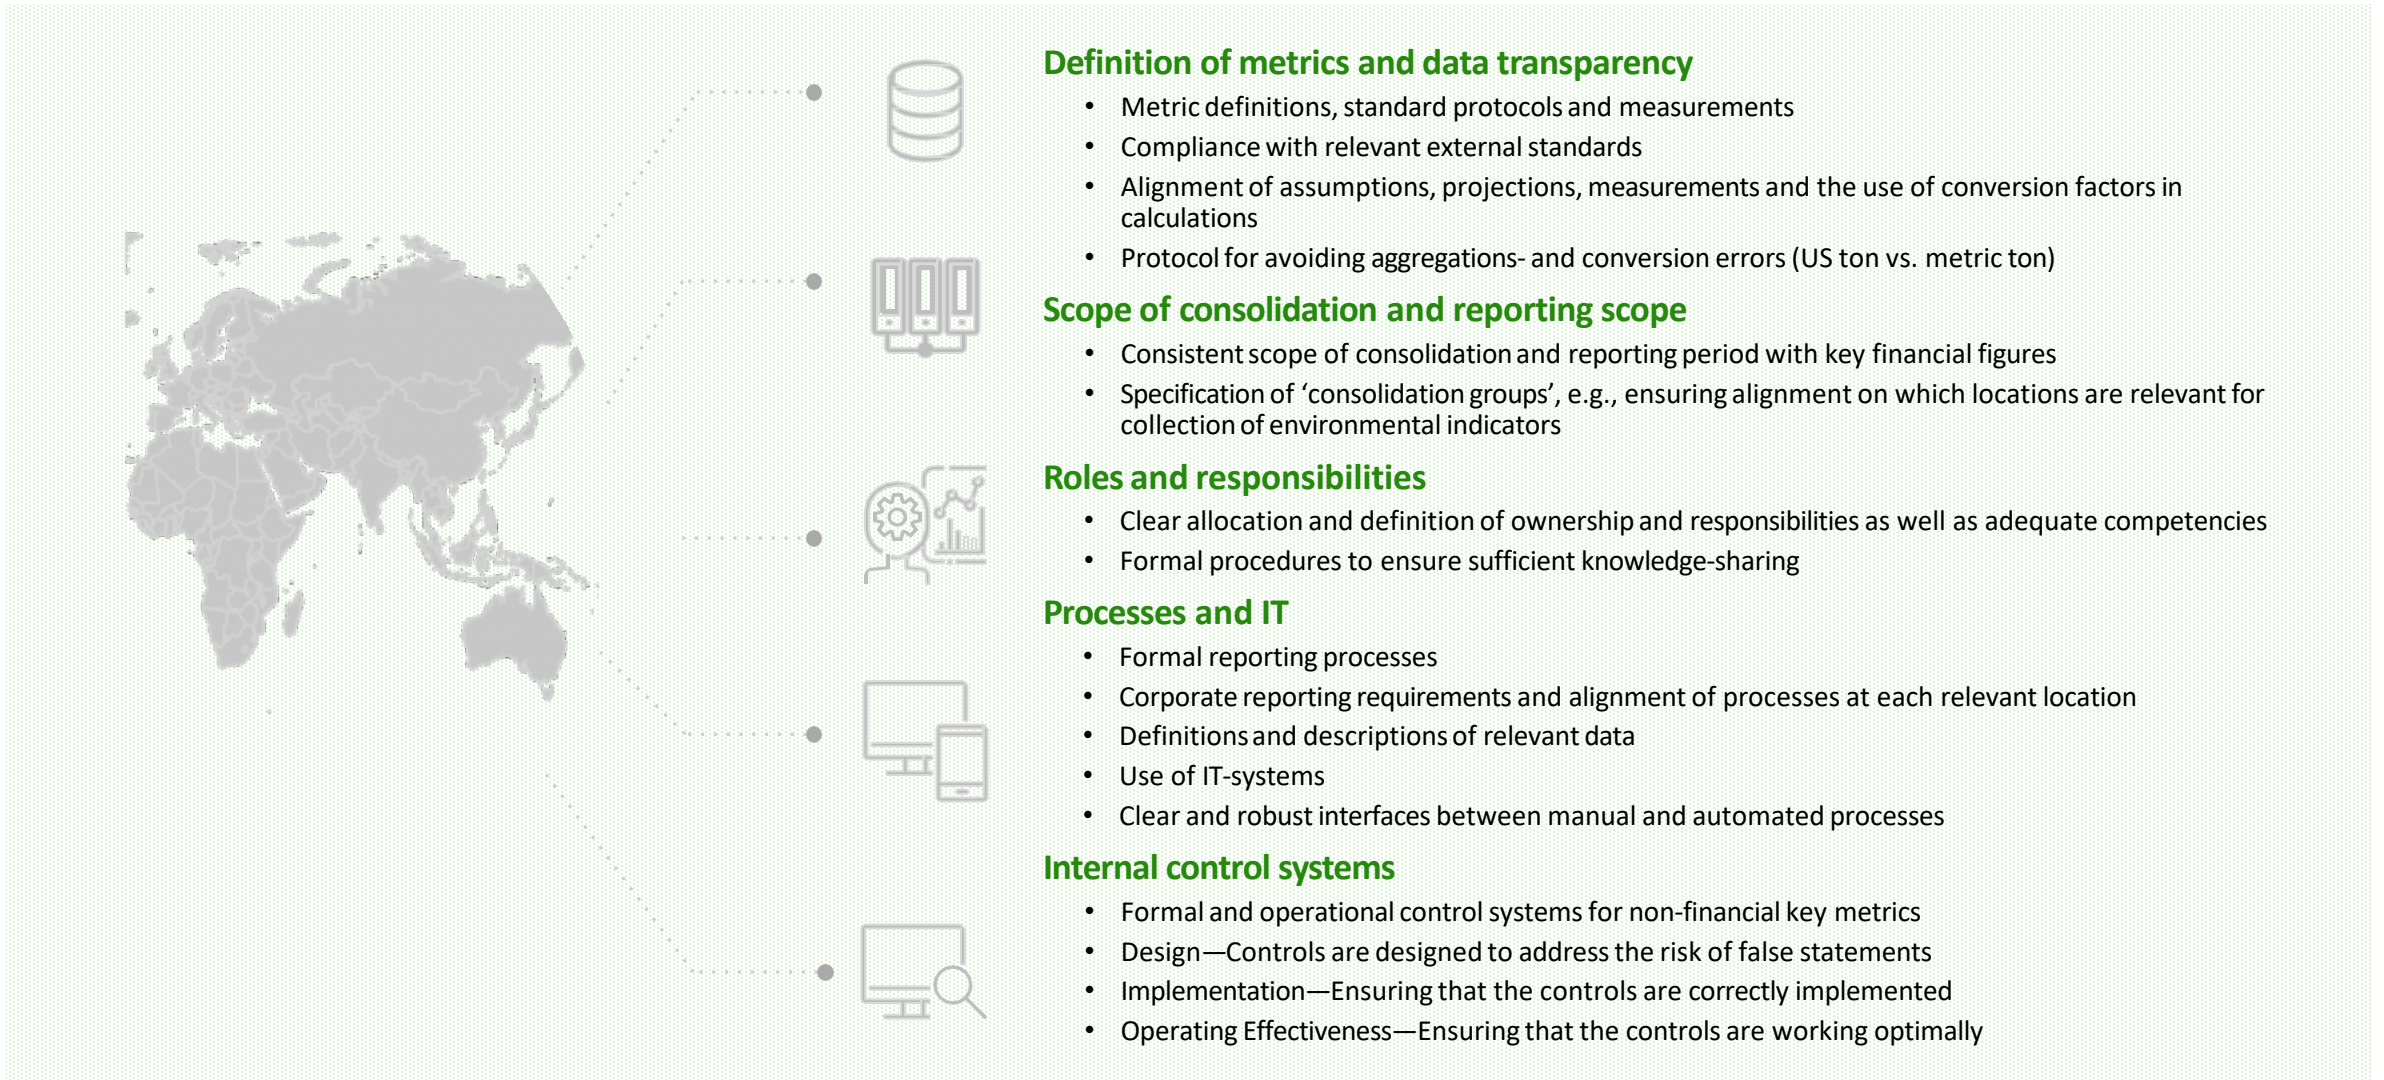 Definition of metrics and data transparency
• Metric definitions, standard protocols and measurements
• Compliance with relevant external standards
• Alignment of assumptions, projections, measurements and the use of conversion factors in
calculations
• Protocol for avoiding aggregations- and conversion errors (US ton vs. metric ton)
Scope of consolidation and reporting scope
• Consistent scope of consolidation and reporting period with key financial figures
• Specification of ‘consolidation groups’, e.g., ensuring alignment on which locations are relevant for
collection of environmental indicators
Roles and responsibilities
• Clear allocation and definition of ownership and responsibilities as well as adequate competencies
• Formal procedures to ensure sufficient knowledge-sharing
Processes and IT
• Formal reporting processes
• Corporate reporting requirements and alignment of processes at each relevant location
• Definitions and descriptions of relevant data
• Use of IT-systems
• Clear and robust interfaces between manual and automated processes
Internal control systems
• Formal and operational control systems for non-financial key metrics
• Design—Controls are designed to address the risk of false statements
• Implementation—Ensuring that the controls are correctly implemented
• Operating Effectiveness—Ensuring that the controls are working optimally